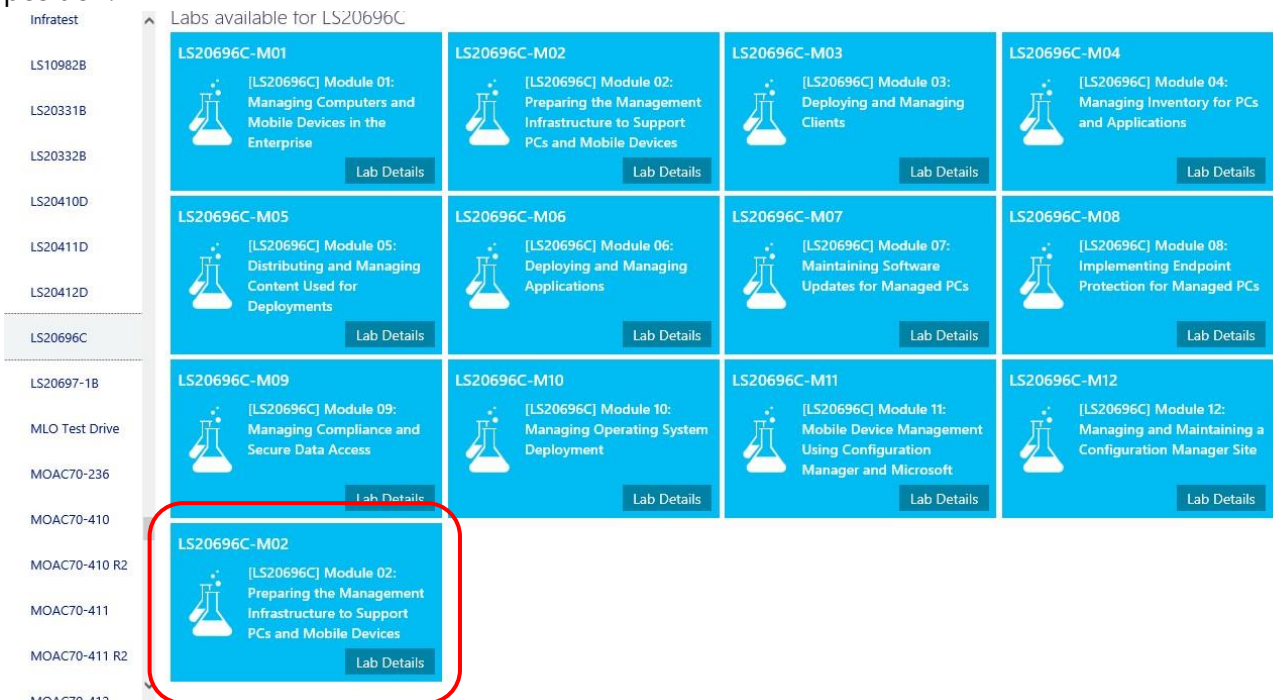 position.
Infratest
LS10982B
LS20331B
LS20332B
LS20410D
LS20411D
LS20412D
LS20696C
LS20697-1B
MLO Test Drive
MOAC70-236
MOAC70-410
MOAC70-410 R2
MOAC70-411
MOAC70-411 R2
MOAC70-412
Labs available for LS20696C
LS20696C-M01
[LS20696C] Module 01:
Managing Computers and
Mobile Devices in the
Enterprise
Lab Details
LS20696C-M02
[LS20696C] Module 02:
Preparing the Management
Infrastructure to Support
PCs and Mobile Devices
Lab Details
LS20696C-M03
[LS20696C] Module 03:
Deploying and Managing
Clients
Lab Details
LS20696C-M04
[LS20696C] Module 04:
Managing Inventory for PCs
and Applications
Lab Details
LS20696C-M05
[LS20696C] Module 05:
Distributing and Managing
Content Used for
Deployments
Lab Details
LS20696C-M06
[LS20696C] Module 06:
Deploying and Managing
Applications
Lab Details
LS20696C-M07
[LS20696C] Module 07:
Maintaining Software
Updates for Managed PCs
Lab Details
LS20696C-M08
[LS20696C] Module 08:
Implementing Endpoint
Protection for Managed PCs
Lab Details
LS20696C-M09
[LS20696C] Module 09:
Managing Compliance and
Secure Data Access
Lab Details
LS20696C-M10
[LS20696C] Module 10:
Managing Operating System
Deployment
Lab Details
LS20696C-M11
[LS20696C] Module 11:
Mobile Device Management
Using Configuration
Manager and Microsoft
Lab Details
LS20696C-M12
[LS20696C] Module 12:
Managing and Maintaining a
Configuration Manager Site
Lab Details
LS20696C-M02
[LS20696C] Module 02:
Preparing the Management
Infrastructure to Support
PCs and Mobile Devices
Lab Details